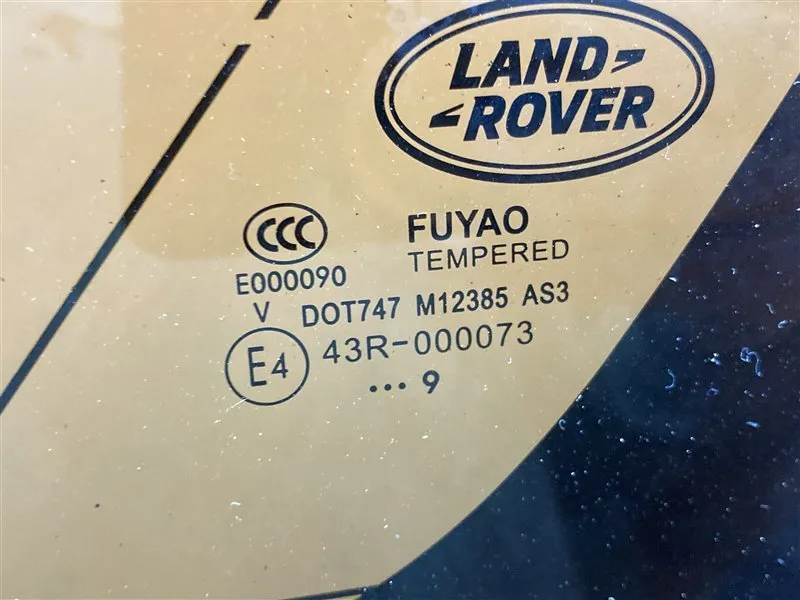 LAND
ROVER
CCC
FUYAO
TEMPERED
E000090
V
DOT747 M12385 AS3
E4
43R-000073
... 9